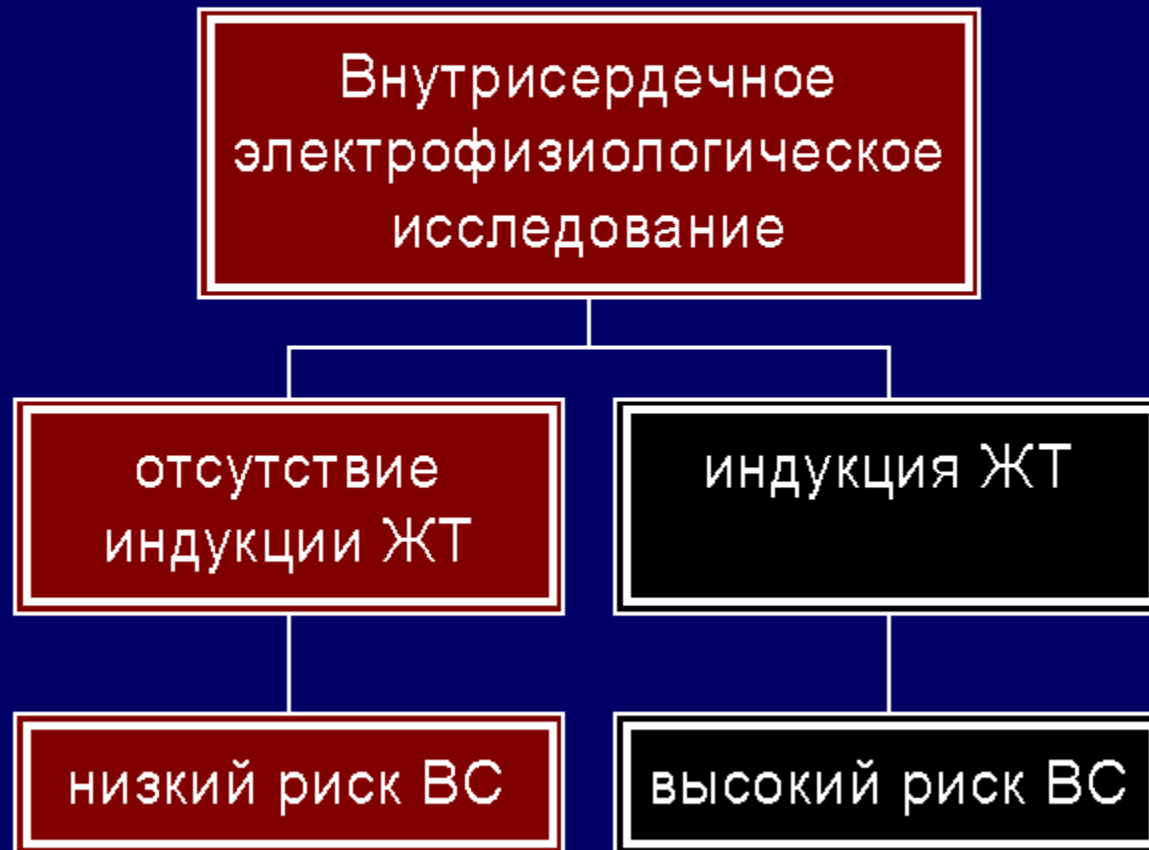 Внутрисердечное
электрофизиологическое
исследование
отсутствие
индукции ЖТ
индукция ЖТ
низкий риск ВС
высокий риск ВС